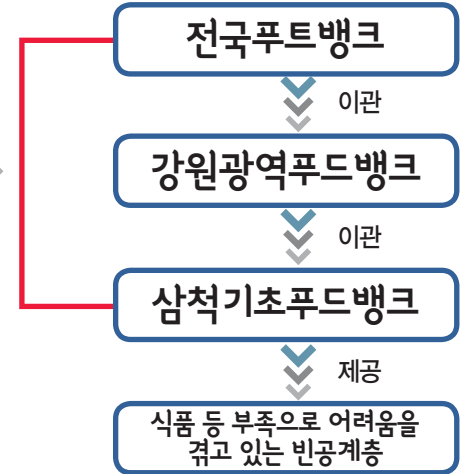 전국푸트뱅크
이관
강원광역푸드뱅크
이관
삼척기초푸드뱅크
제공
식품 등 부족으로 어려움을
겪고 있는 빈공계층